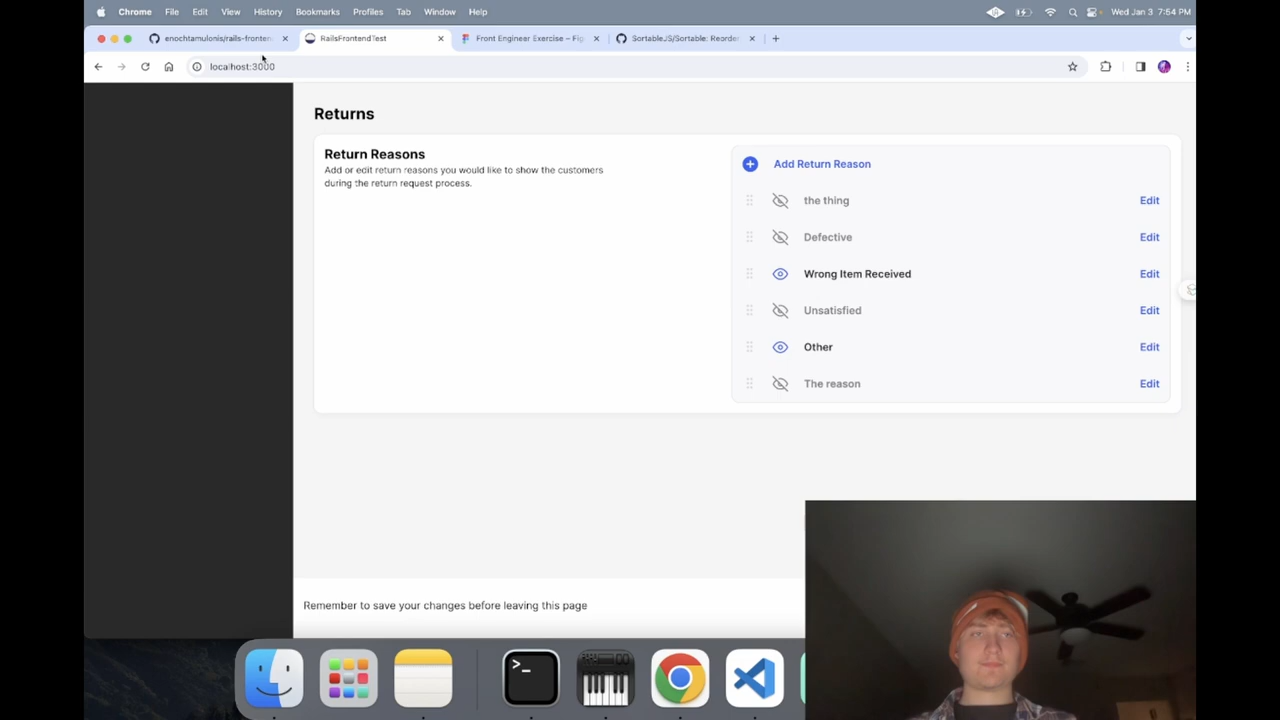 Chrome File Edit View History Bookmarks Profiles Tab Window Help Wed Jan 3 7:54 PM
enochtamulonis/rails-fronten RailsFrontendTest Front Engineer Exercise – Fig SortableJS/Sortable: Reorder
localhost:3000
Returns
Return Reasons
Add or edit return reasons you would like to show the customers
during the return request process.
Add Return Reason
the thing Edit
Defective Edit
Wrong Item Received Edit
Unsatisfied Edit
Other Edit
The reason Edit
Remember to save your changes before leaving this page